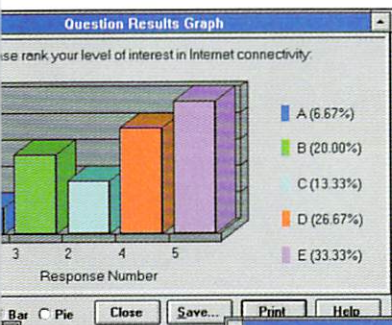 Question Results Graph
se rank your level of interest in Internet connectivity:
A (6.67%)
B (20.00%)
C (13.33%)
D (26.67%)
E (33.33%)
3 2 4 5
Response Number
Bar Pie Close Save... Print Help